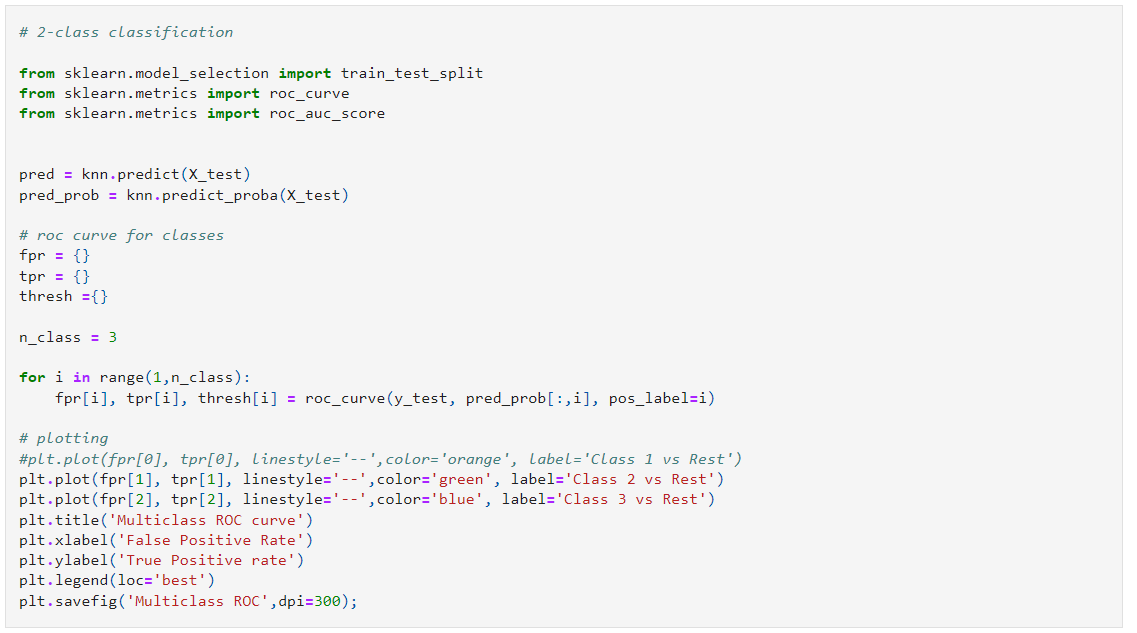 # 2-class classification
from sklearn.model_selection import train_test_split
from sklearn.metrics import roc_curve
from sklearn.metrics import roc_auc_score
pred = knn.predict(X_test)
pred_prob = knn.predict_proba(X_test)
# roc curve for classes
fpr = {}
tpr = {}
thresh ={}
n_class = 3
for i in range(1,n_class):
    fpr[i], tpr[i], thresh[i] = roc_curve(y_test, pred_prob[:,i], pos_label=i)
# plotting
#plt.plot(fpr[0], tpr[0], linestyle='--',color='orange', label='Class 1 vs Rest')
plt.plot(fpr[1], tpr[1], linestyle='--',color='green', label='Class 2 vs Rest')
plt.plot(fpr[2], tpr[2], linestyle='--',color='blue', label='Class 3 vs Rest')
plt.title('Multiclass ROC curve')
plt.xlabel('False Positive Rate')
plt.ylabel('True Positive rate')
plt.legend(loc='best')
plt.savefig('Multiclass ROC',dpi=300);